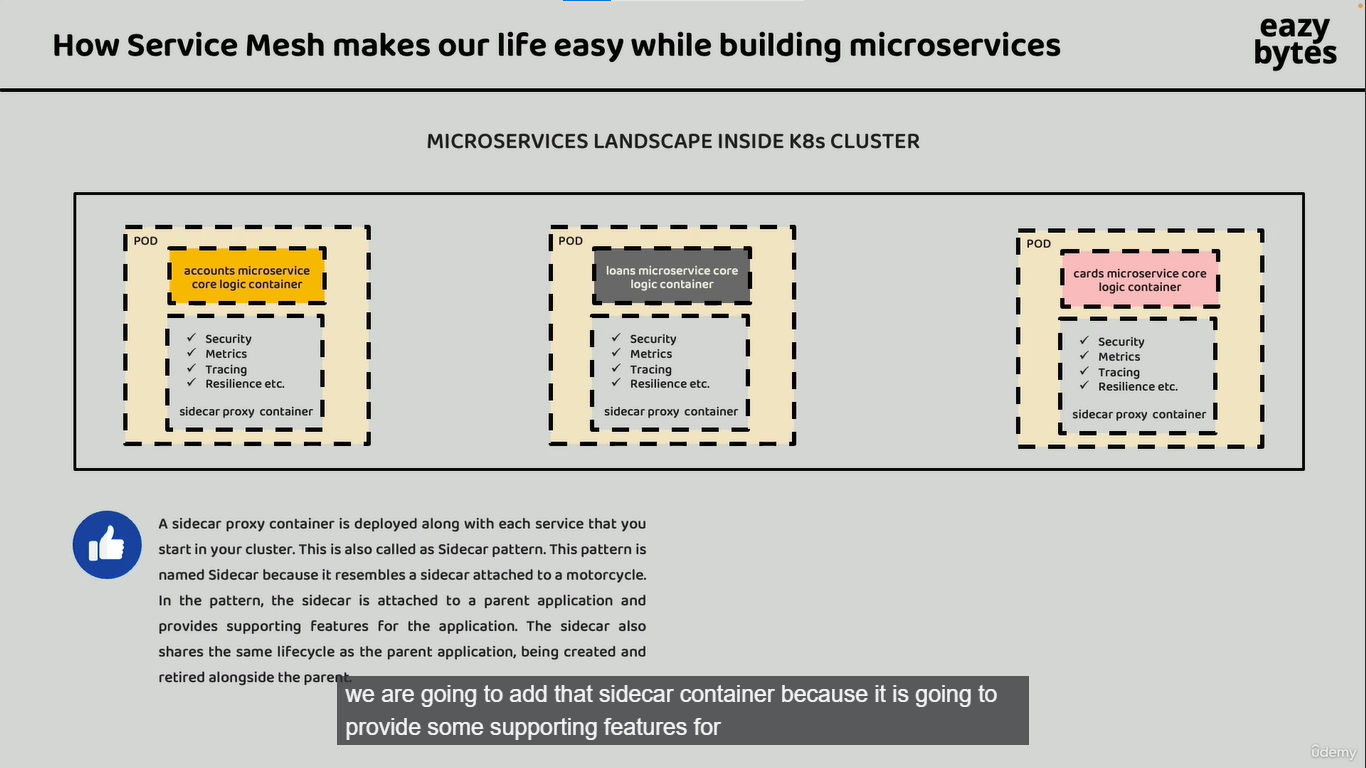 How Service Mesh makes our life easy while building microservices
eazy
bytes
MICROSERVICES LANDSCAPE INSIDE K8s CLUSTER
POD
accounts microservice
core logic container
✓ Security
✓ Metrics
✓ Tracing
✓ Resilience etc.
sidecar proxy container
POD
loans microservice core
logic container
✓ Security
✓ Metrics
✓ Tracing
✓ Resilience etc.
sidecar proxy container
POD
cards microservice core
logic container
✓ Security
✓ Metrics
✓ Tracing
✓ Resilience etc.
sidecar proxy container
A sidecar proxy container is deployed along with each service that you
start in your cluster. This is also called as Sidecar pattern. This pattern is
named Sidecar because it resembles a sidecar attached to a motorcycle.
In the pattern, the sidecar is attached to a parent application and
provides supporting features for the application. The sidecar also
shares the same lifecycle as the parent application, being created and
retired alongside the parent.
we are going to add that sidecar container because it is going to
provide some supporting features for
ûdemy